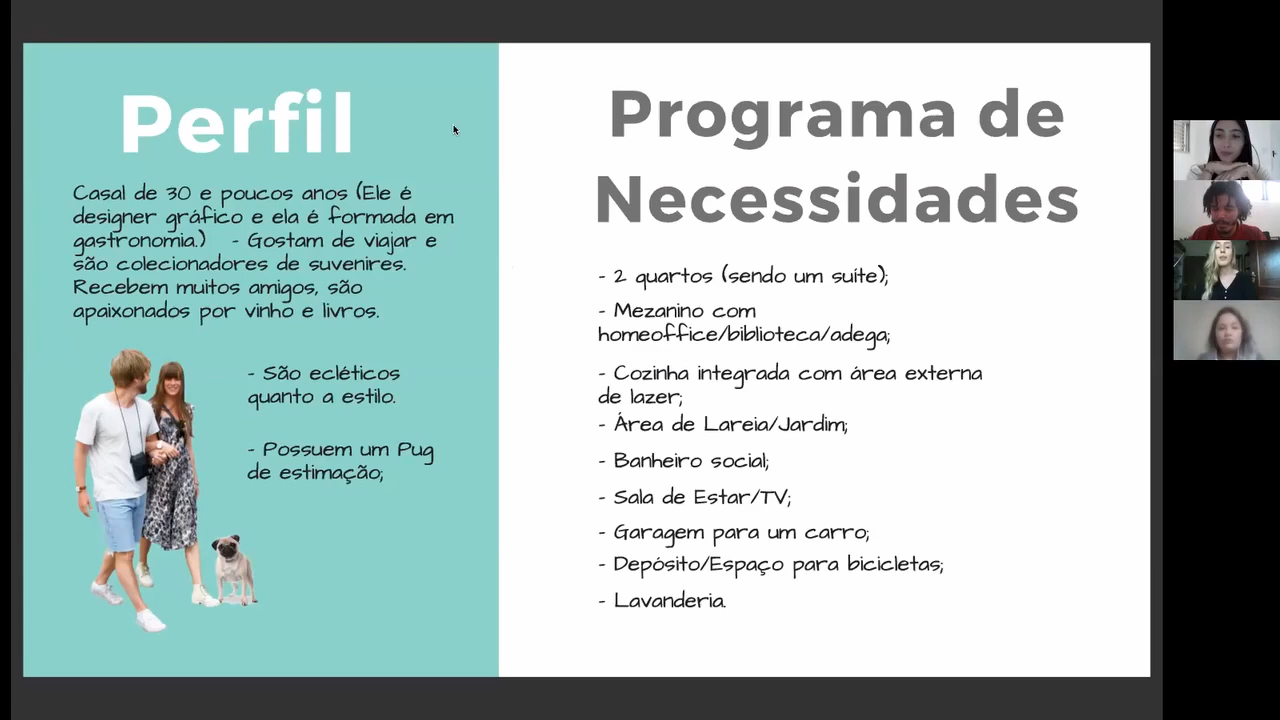 Perfil
Casal de 30 e poucos anos (Ele é
designer gráfico e ela é formada em
gastronomia.) - Gostam de viajar e
são colecionadores de suvenires.
Recebem muitos amigos, são
apaixonados por vinho e livros.
- São ecléticos
quanto a estilo.
- Possuem um Pug
de estimação;
Programa de
Necessidades
- 2 quartos (sendo um suíte);
- Mezanino com
homeoffice/biblioteca/adega;
- Cozinha integrada com área externa
de lazer;
- Área de Lareia/Jardim;
- Banheiro social;
- Sala de Estar/TV;
- Garagem para um carro;
- Depósito/Espaço para bicicletas;
- Lavanderia.